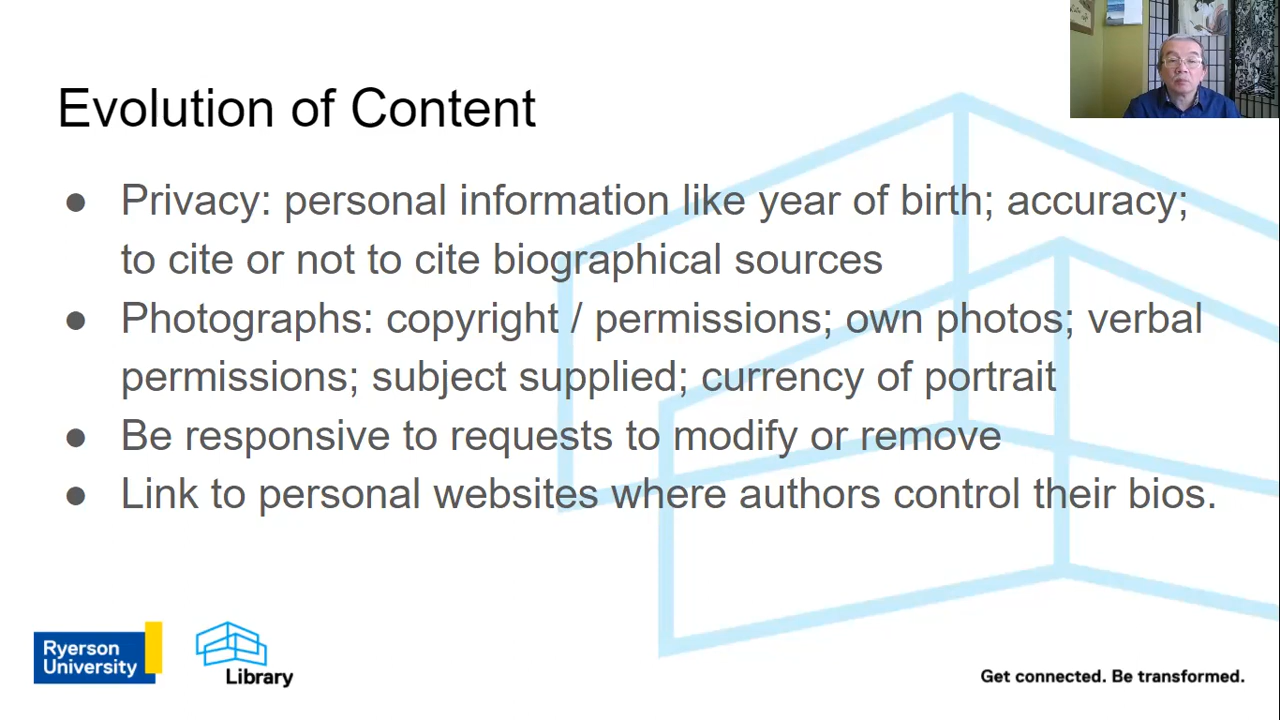 Evolution of Content
● Privacy: personal information like year of birth; accuracy;
to cite or not to cite biographical sources
● Photographs: copyright / permissions; own photos; verbal
permissions; subject supplied; currency of portrait
● Be responsive to requests to modify or remove
● Link to personal websites where authors control their bios.
Ryerson
University
Library
Get connected. Be transformed.